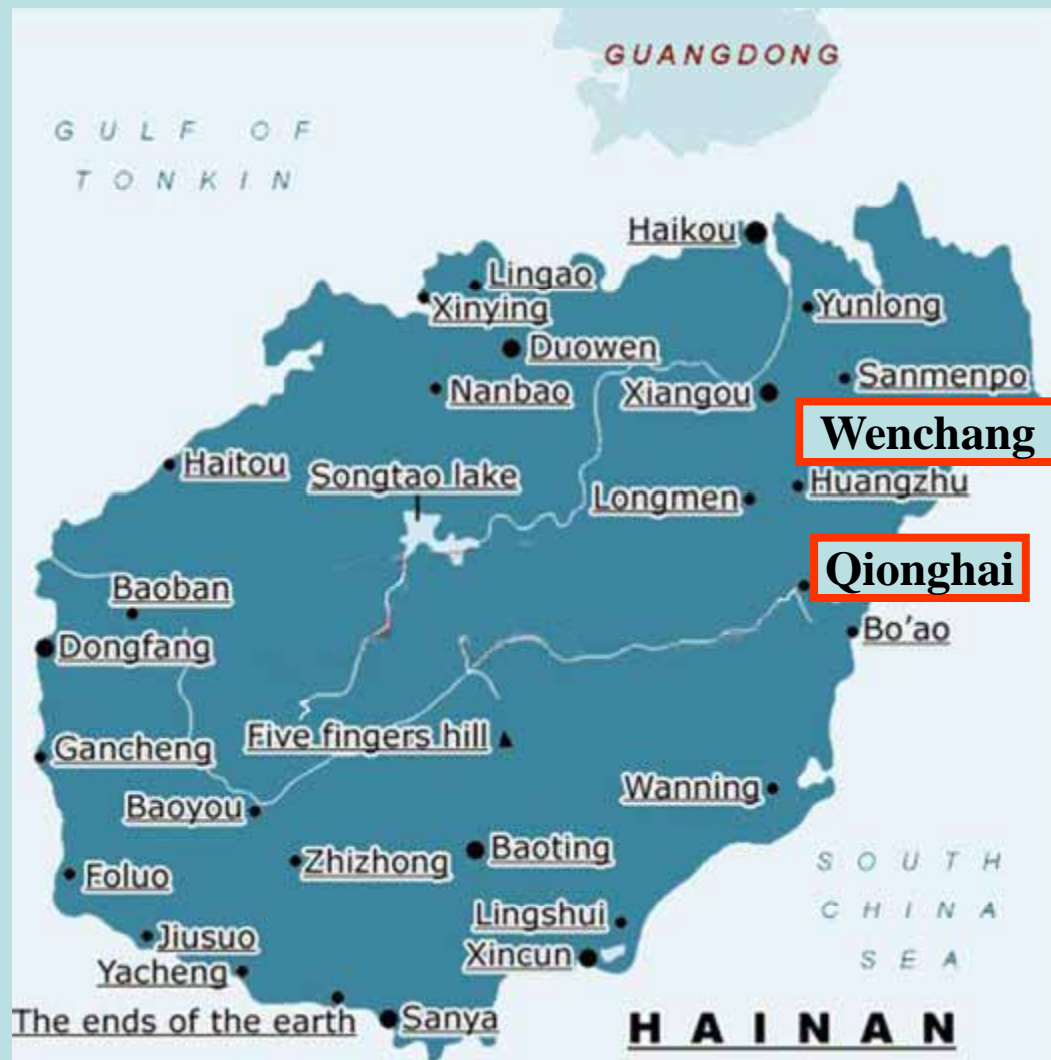 GUANGDONG
GULF OF
TONKIN
Haikou
Lingao
Xinying
Yunlong
Duowen
Sanmenpo
Nanbao
Xiangou
Wenchang
Haitou
Songtao lake
Huangzhu
Longmen
Qionghai
Baoban
Bo'ao
Dongfang
Five fingers hill
Gancheng
Wanning
Baoyou
Baoting
Zhizhong
SOUTH
CHINA
SEA
Foluo
Lingshui
Jiusuo
Xincun
Yacheng
The ends of the earth
Sanya
HAINAN